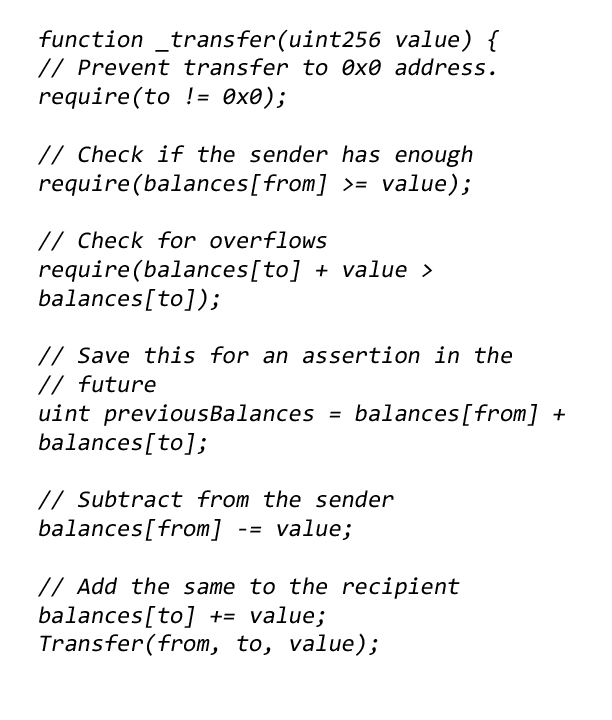 function _transfer(uint256 value) {
// Prevent transfer to 0x0 address.
require(to != 0x0);
// Check if the sender has enough
require(balances[from] >= value);
// Check for overflows
require(balances[to] + value >
balances[to]);
// Save this for an assertion in the
// future
uint previousBalances = balances[from] +
balances[to];
// Subtract from the sender
balances[from] -= value;
// Add the same to the recipient
balances[to] += value;
Transfer(from, to, value);